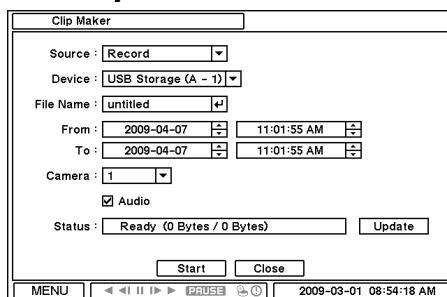 Clip Maker
Source : Record
Device : USB Storage (A - 1)
File Name : untitled
From : 2009-04-07 11:01:55 AM
To : 2009-04-07 11:01:55 AM
Camera : 1
Audio
Status : Ready (0 Bytes / 0 Bytes) Update
Start Close
MENU PAUSE 2009-03-01 08:54:18 AM